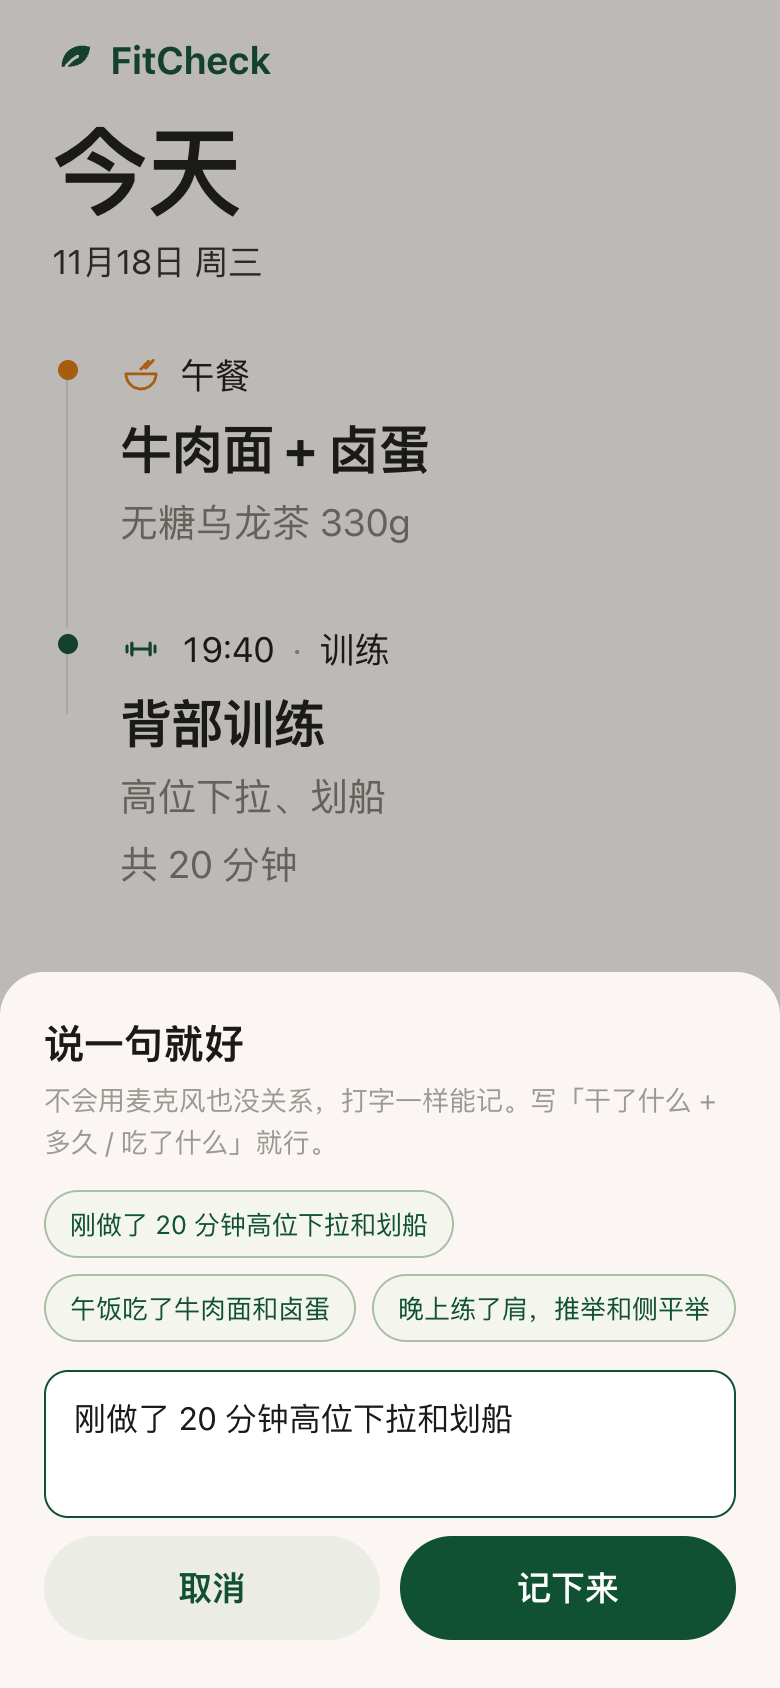 FitCheck
今天
11月18日 周三
午餐
牛肉面 + 卤蛋
无糖乌龙茶 330g
19:40 · 训练
背部训练
高位下拉、划船
共 20 分钟
说一句就好
不会用麦克风也没关系，打字一样能记。写「干了什么 +
多久 / 吃了什么」就行。
刚做了 20 分钟高位下拉和划船
午饭吃了牛肉面和卤蛋
晚上练了肩，推举和侧平举
刚做了 20 分钟高位下拉和划船
取消
记下来